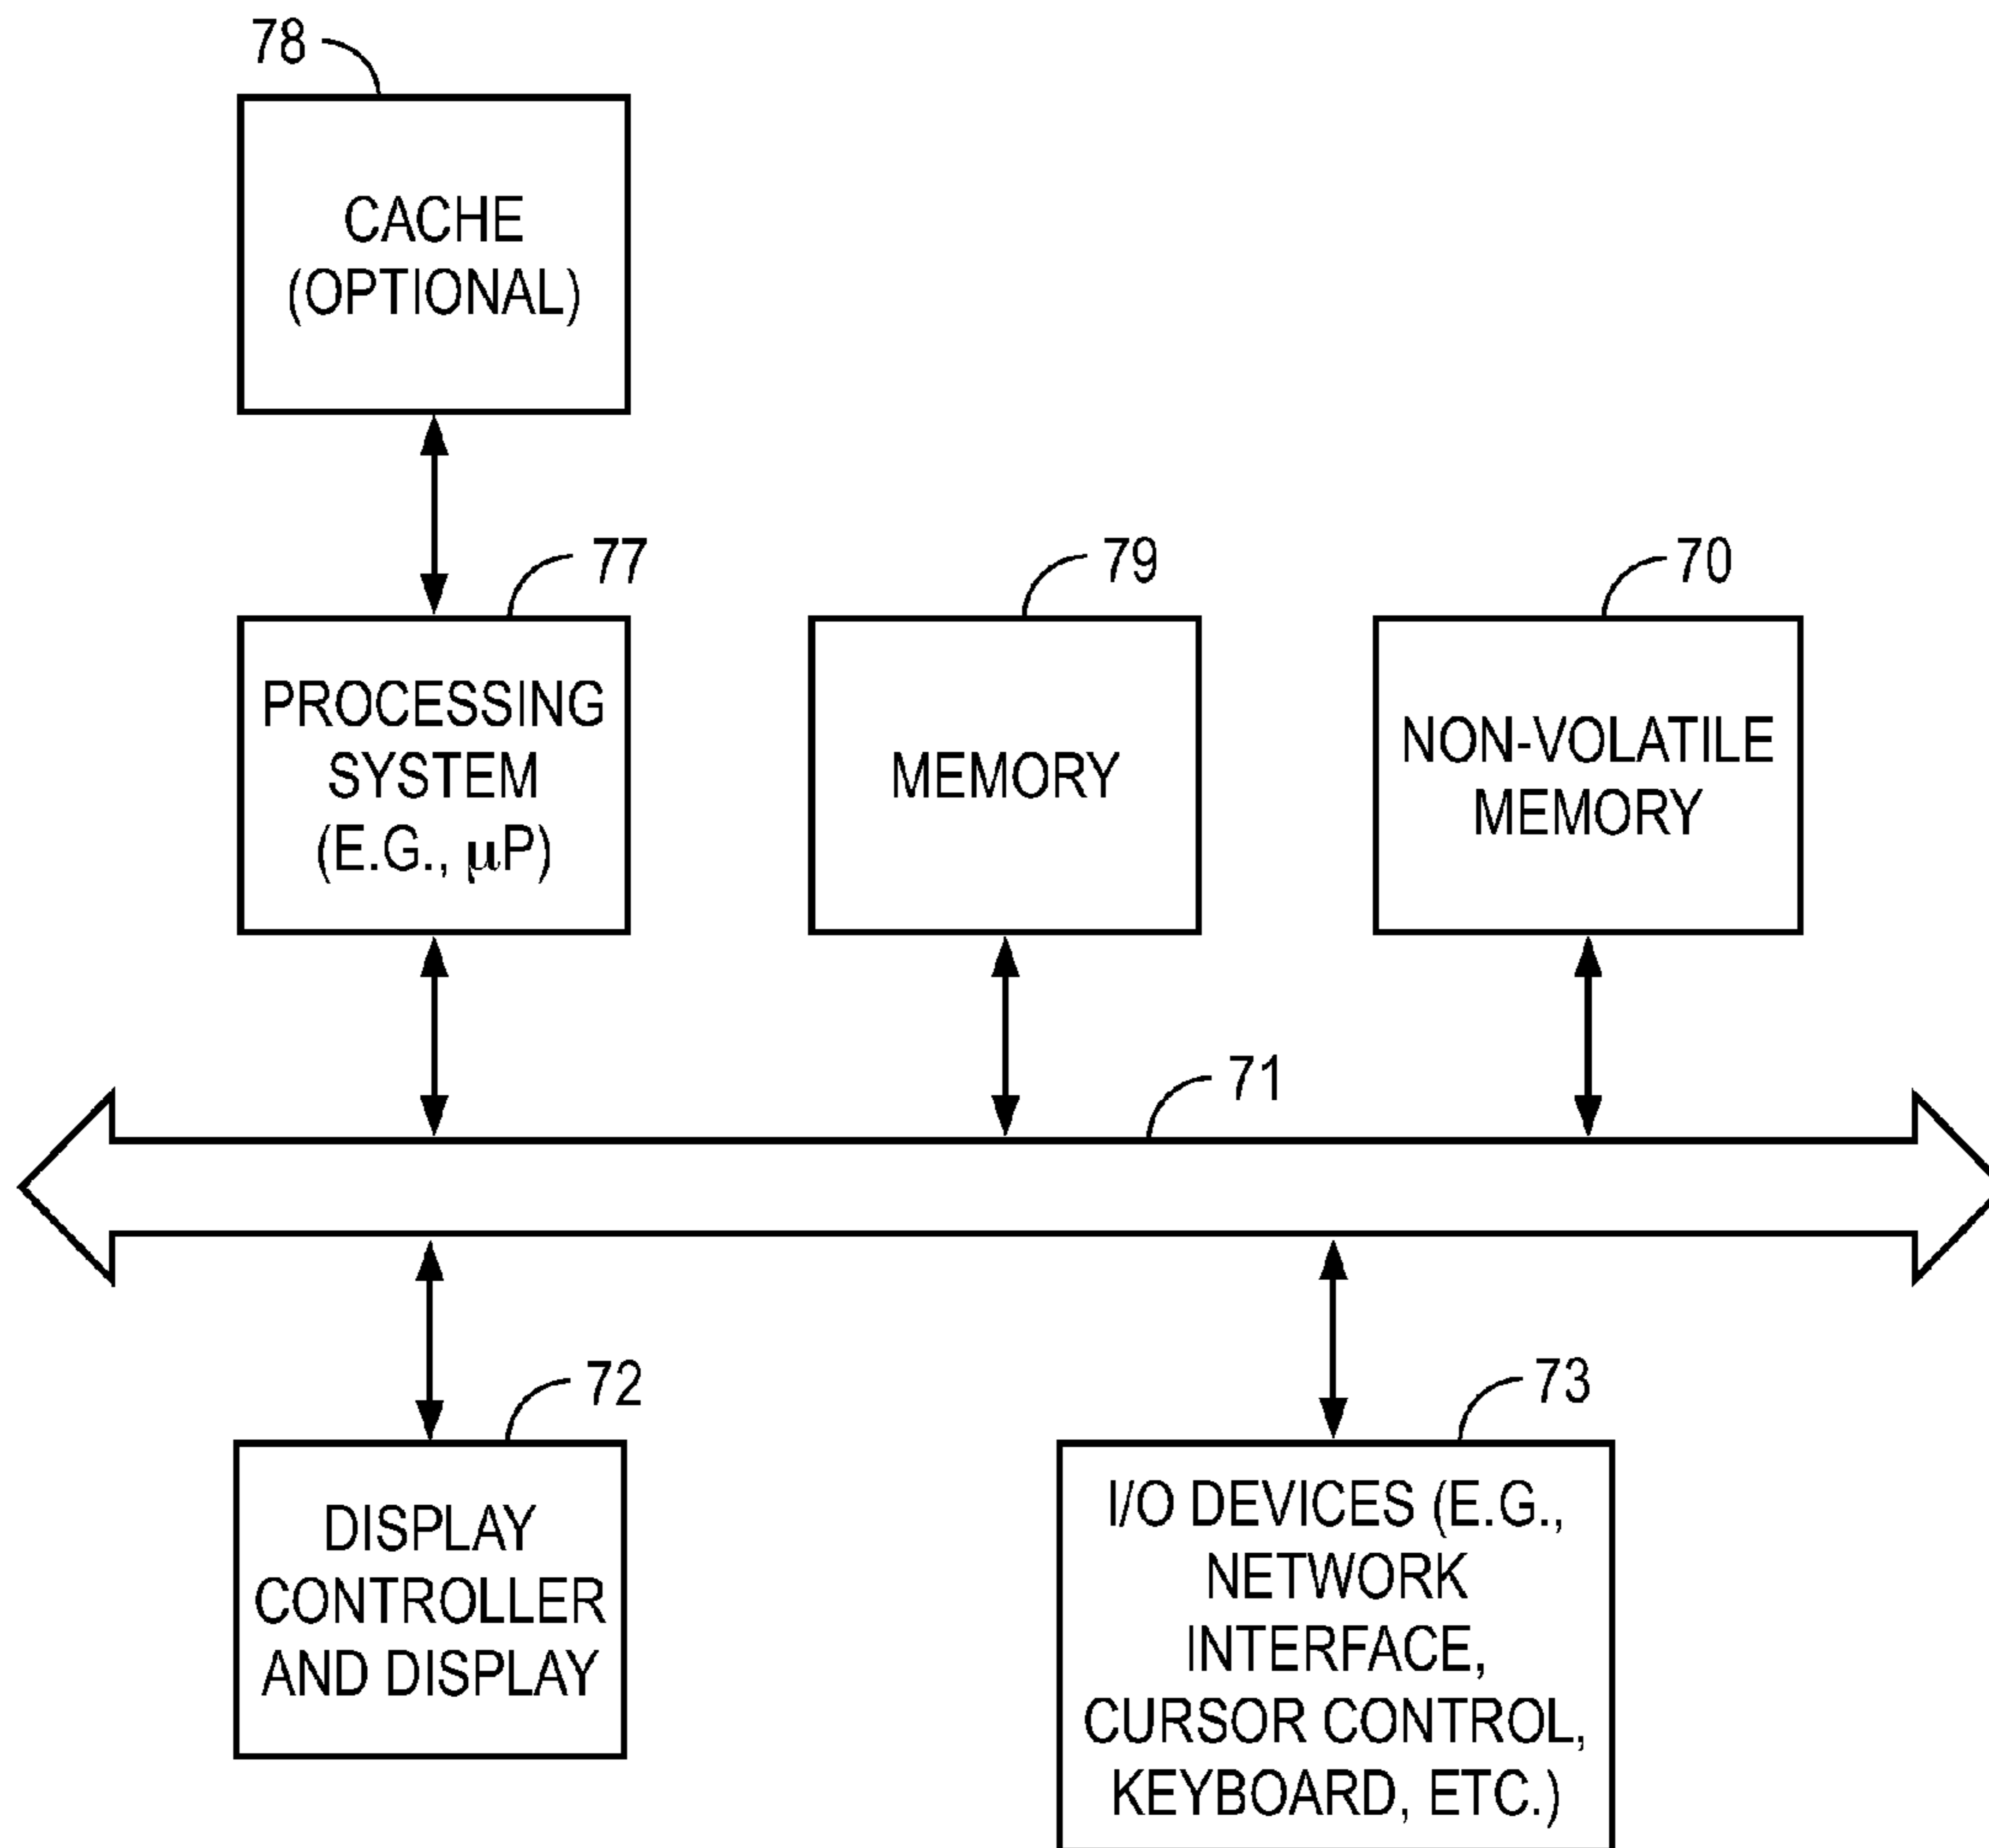 78
CACHE
(OPTIONAL)
77
79
70
PROCESSING
SYSTEM
(E.G., µP)
MEMORY
NON-VOLATILE
MEMORY
71
72
73
DISPLAY
CONTROLLER
AND DISPLAY
I/O DEVICES (E.G.,
NETWORK
INTERFACE,
CURSOR CONTROL,
KEYBOARD, ETC.)